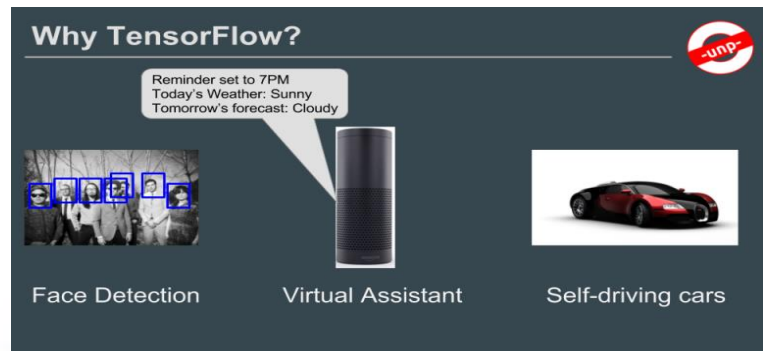 Why TensorFlow?
-unp-
Reminder set to 7PM
Today's Weather: Sunny
Tomorrow's forecast: Cloudy
Face Detection
Virtual Assistant
Self-driving cars